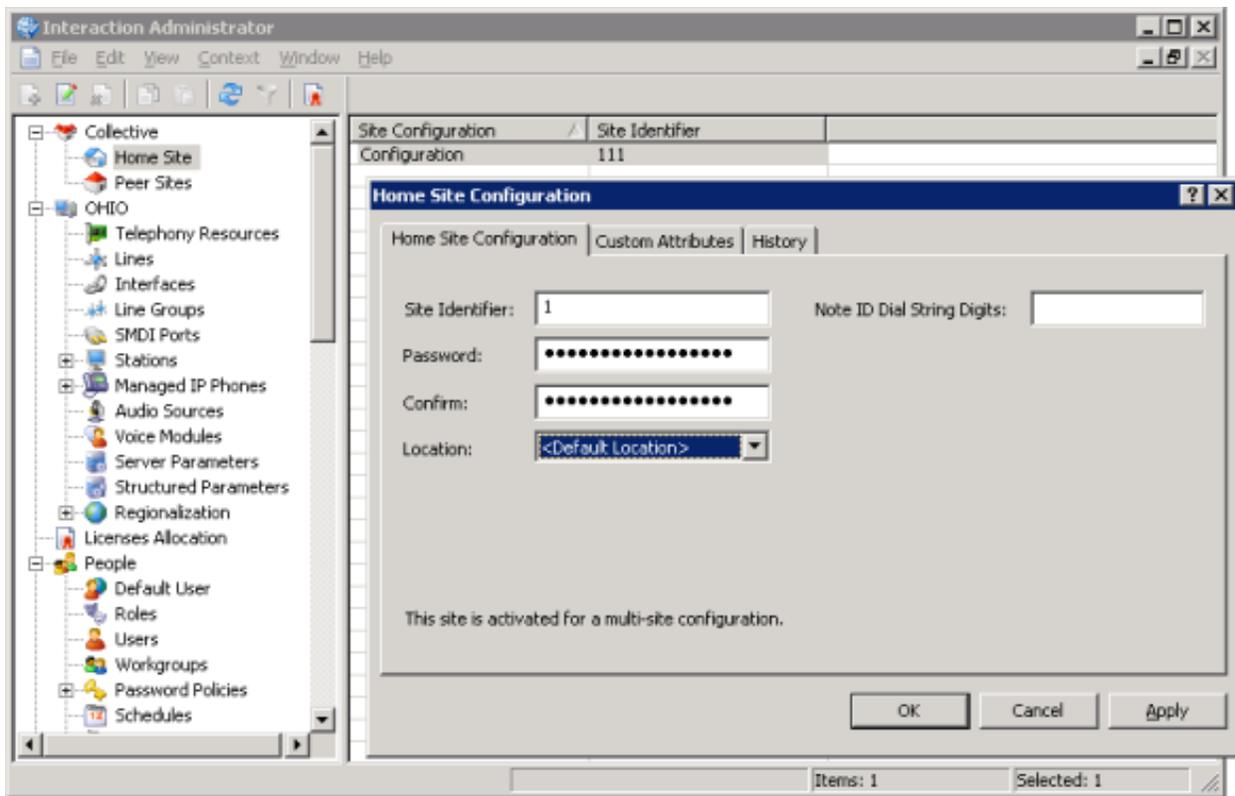 Interaction Administrator
File Edit View Context Window Help
Collective
Home Site
Peer Sites
OHIO
Telephony Resources
Lines
Interfaces
Line Groups
SMDI Ports
Stations
Managed IP Phones
Audio Sources
Voice Modules
Server Parameters
Structured Parameters
Regionalization
Licenses Allocation
People
Default User
Roles
Users
Workgroups
Password Policies
Schedules
Site Configuration Site Identifier
Configuration 111
Home Site Configuration
Home Site Configuration Custom Attributes History
Site Identifier: 1 Note ID Dial String Digits:
Password: •••••••••••••••••
Confirm: •••••••••••••••••
Location: <Default Location>
This site is activated for a multi-site configuration.
OK Cancel Apply
Items: 1 Selected: 1